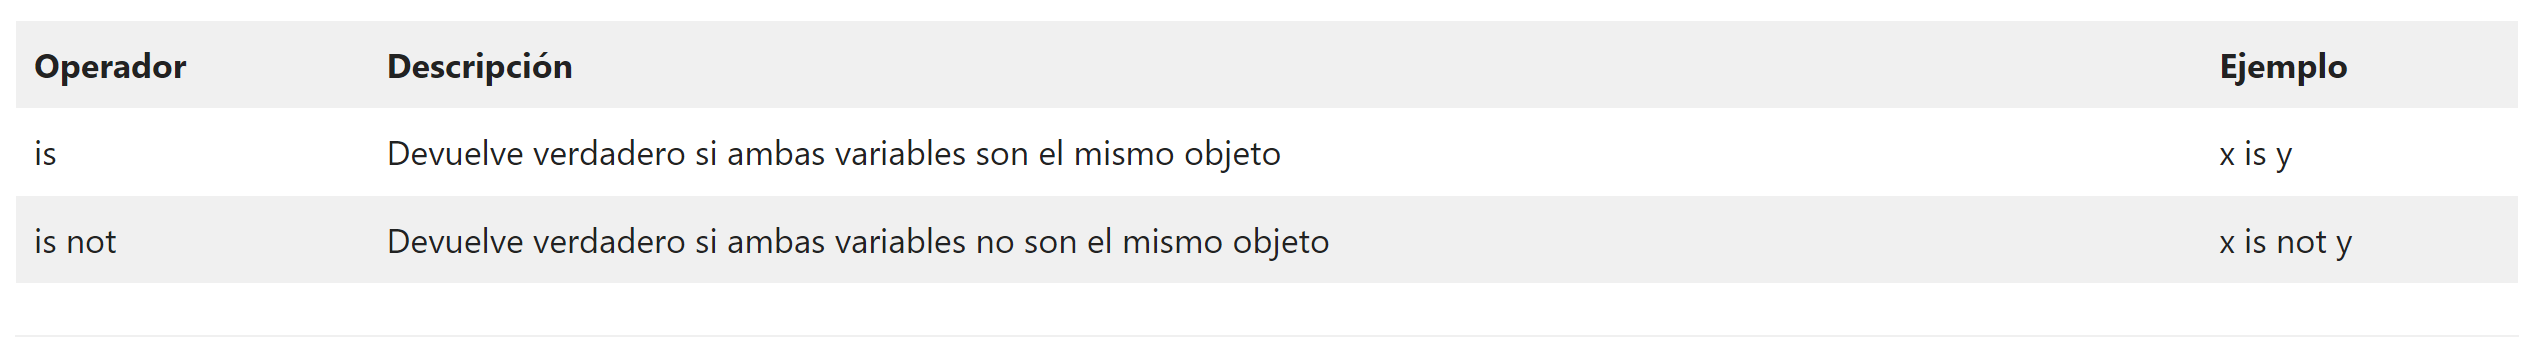 Operador Descripción Ejemplo
is Devuelve verdadero si ambas variables son el mismo objeto x is y
is not Devuelve verdadero si ambas variables no son el mismo objeto x is not y